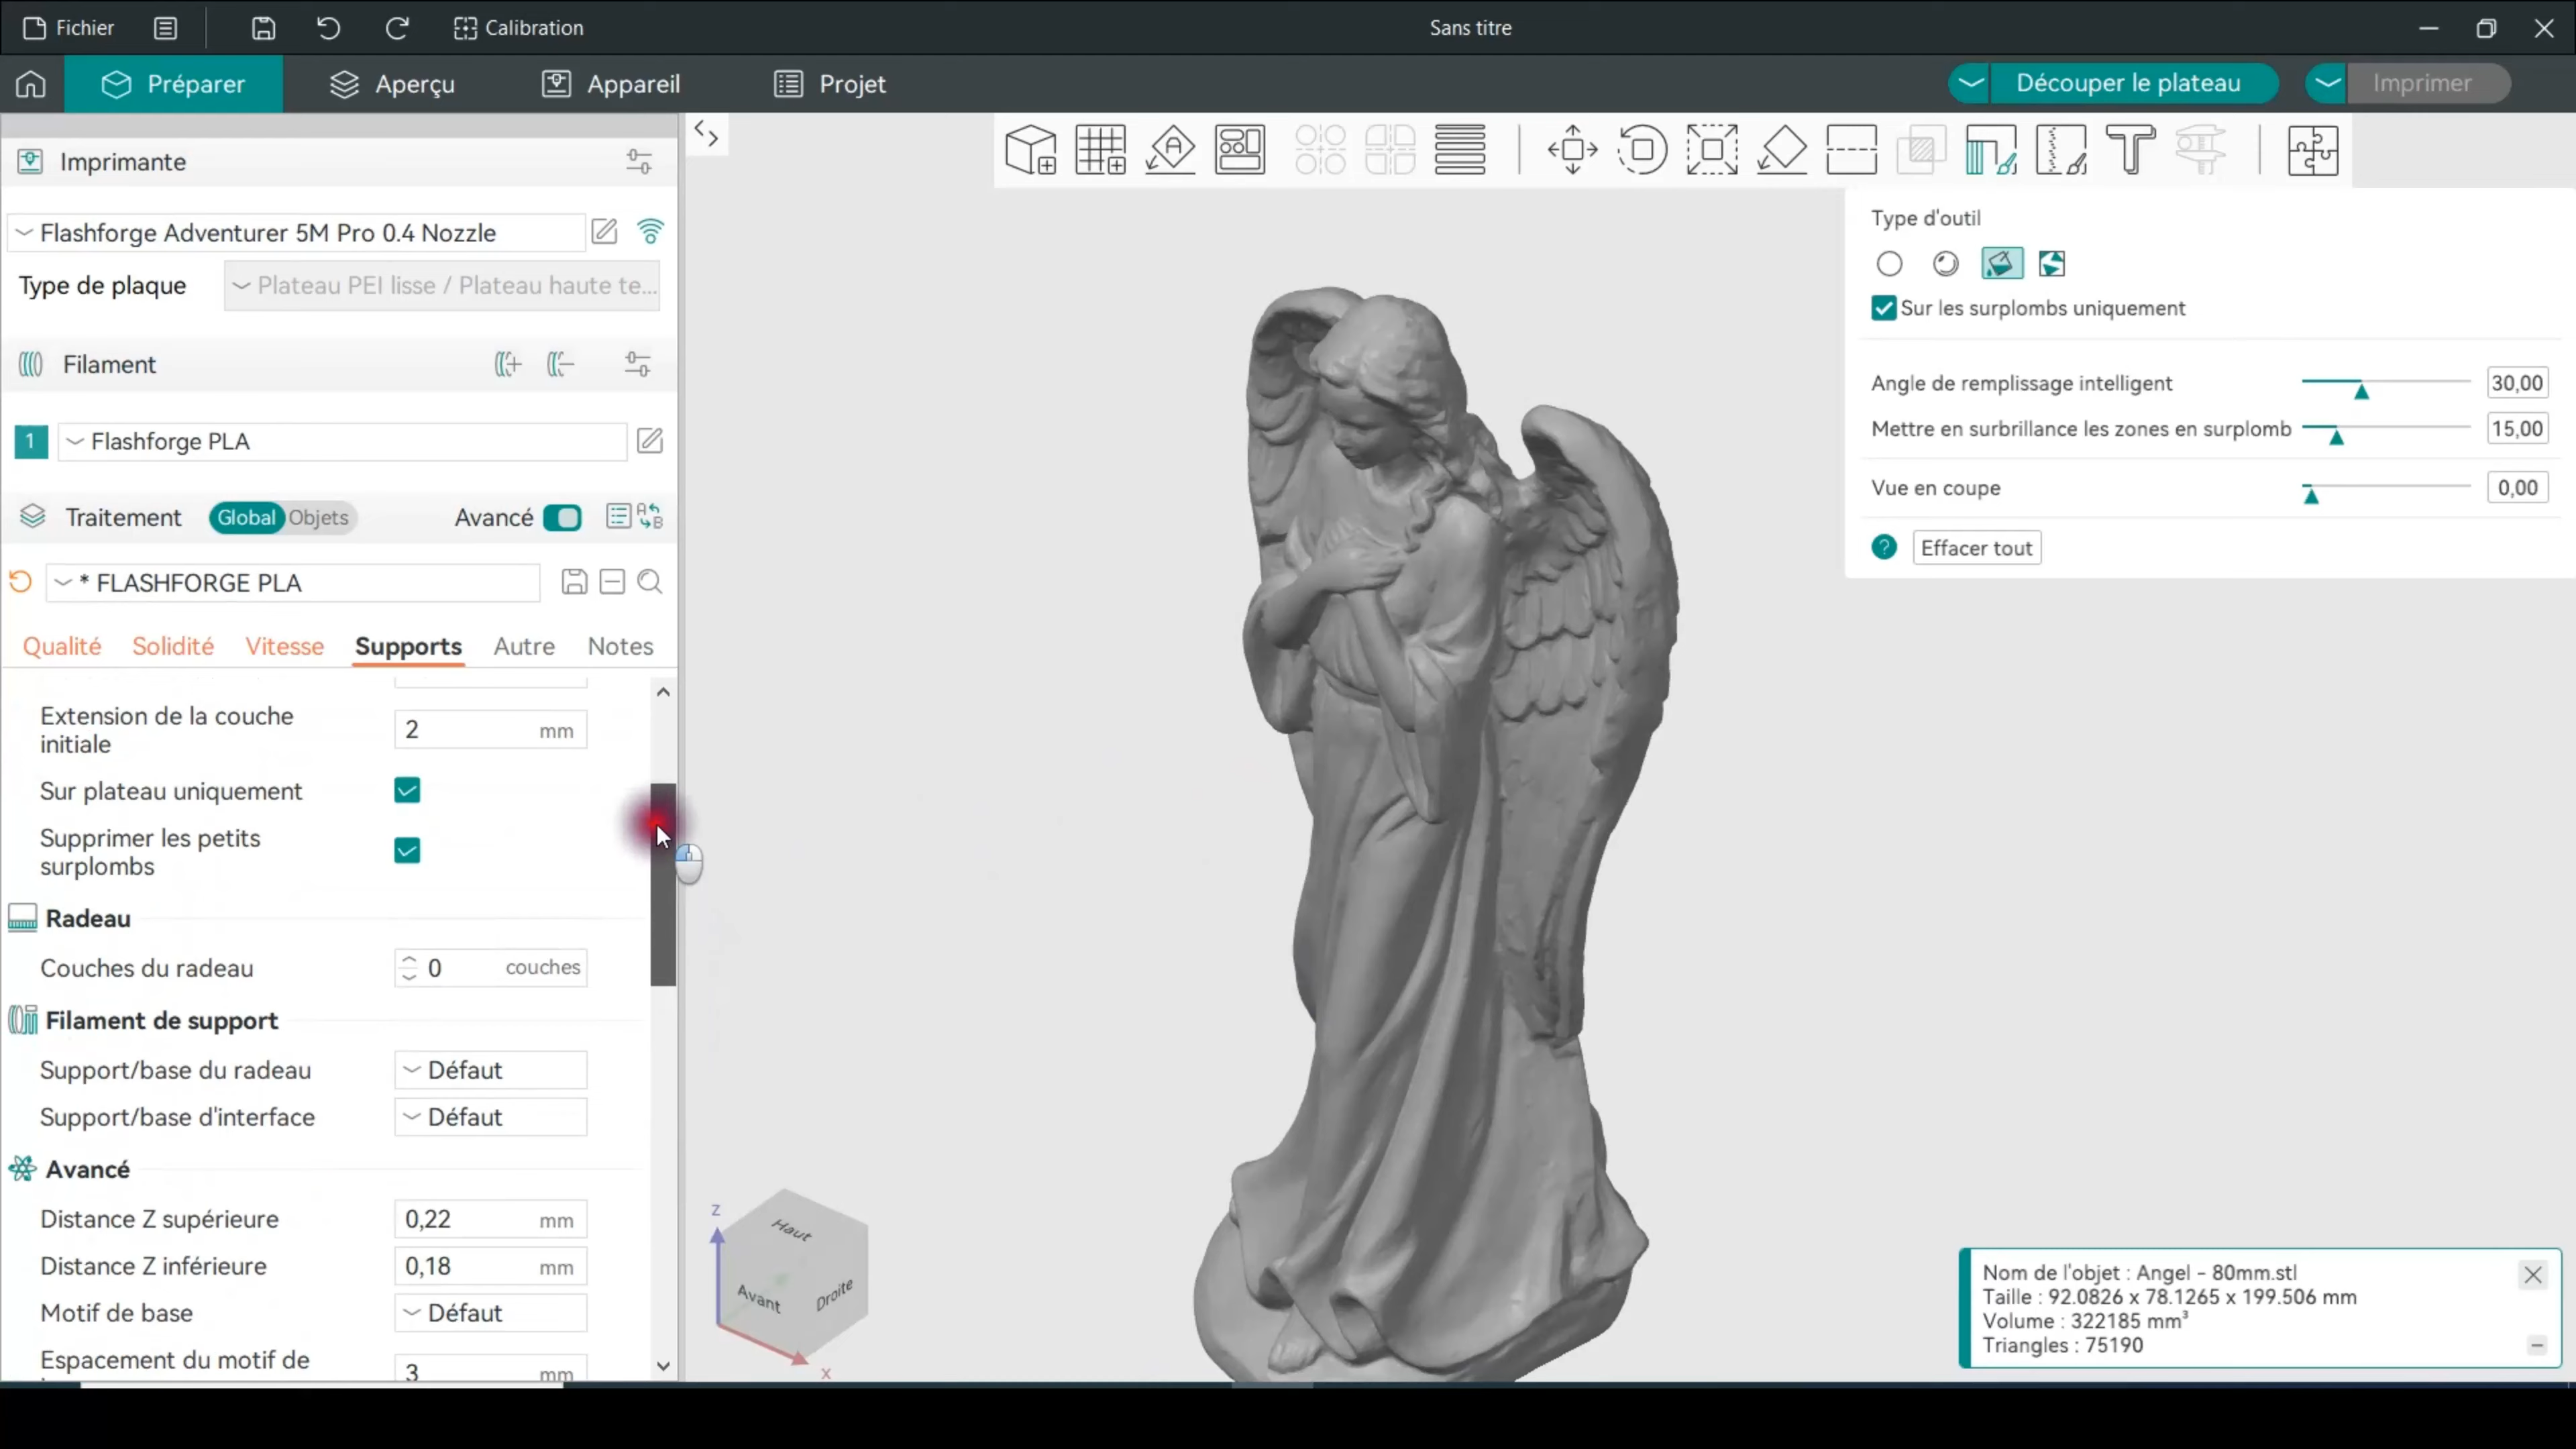 Fichier
Calibration
Sans titre
Préparer
Aperçu
Appareil
Projet
Découper le plateau
Imprimer
Imprimante
Flashforge Adventurer 5M Pro 0.4 Nozzle
Type de plaque
Plateau PEI lisse / Plateau haute te...
Filament
1
Flashforge PLA
Traitement
Global
Objets
Avancé
* FLASHFORGE PLA
Qualité
Solidité
Vitesse
Supports
Autre
Notes
Extension de la couche
initiale
2 mm
Sur plateau uniquement
Supprimer les petits
surplombs
Radeau
Couches du radeau
0 couches
Filament de support
Support/base du radeau
Défaut
Support/base d'interface
Défaut
Avancé
Distance Z supérieure
0,22 mm
Distance Z inférieure
0,18 mm
Motif de base
Défaut
Espacement du motif de
3 mm
Type d'outil
Sur les surplombs uniquement
Angle de remplissage intelligent
30,00
Mettre en surbrillance les zones en surplomb
15,00
Vue en coupe
0,00
?
Effacer tout
z
Haut
Avant
Droite
x
Nom de l'objet : Angel - 80mm.stl
Taille : 92.0826 x 78.1265 x 199.506 mm
Volume : 322185 mm³
Triangles : 75190